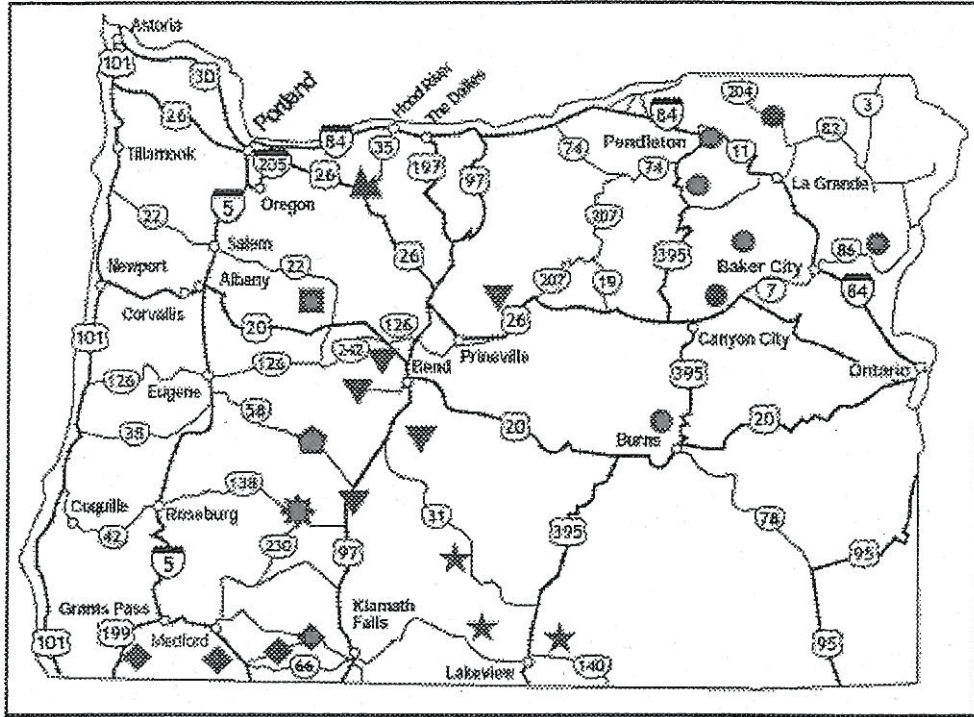 Astoria
101
30
26
Portland
Hood River
The Dalles
84
35
197
97
84
204
3
Tillamook
205
26
Oregon
Pendleton
11
82
74
74
La Grande
22
5
Salem
207
22
26
395
Baker City
86
Newport
Albany
207
19
7
84
Corvallis
20
126
26
101
242
Prineville
Canyon City
126
Bend
395
Ontario
126
Eugene
58
20
20
38
Burns
138
Coquille
Roseburg
31
78
42
230
395
5
97
95
Grants Pass
Klamath
Falls
101
199
Medford
66
Lakeview
140
95